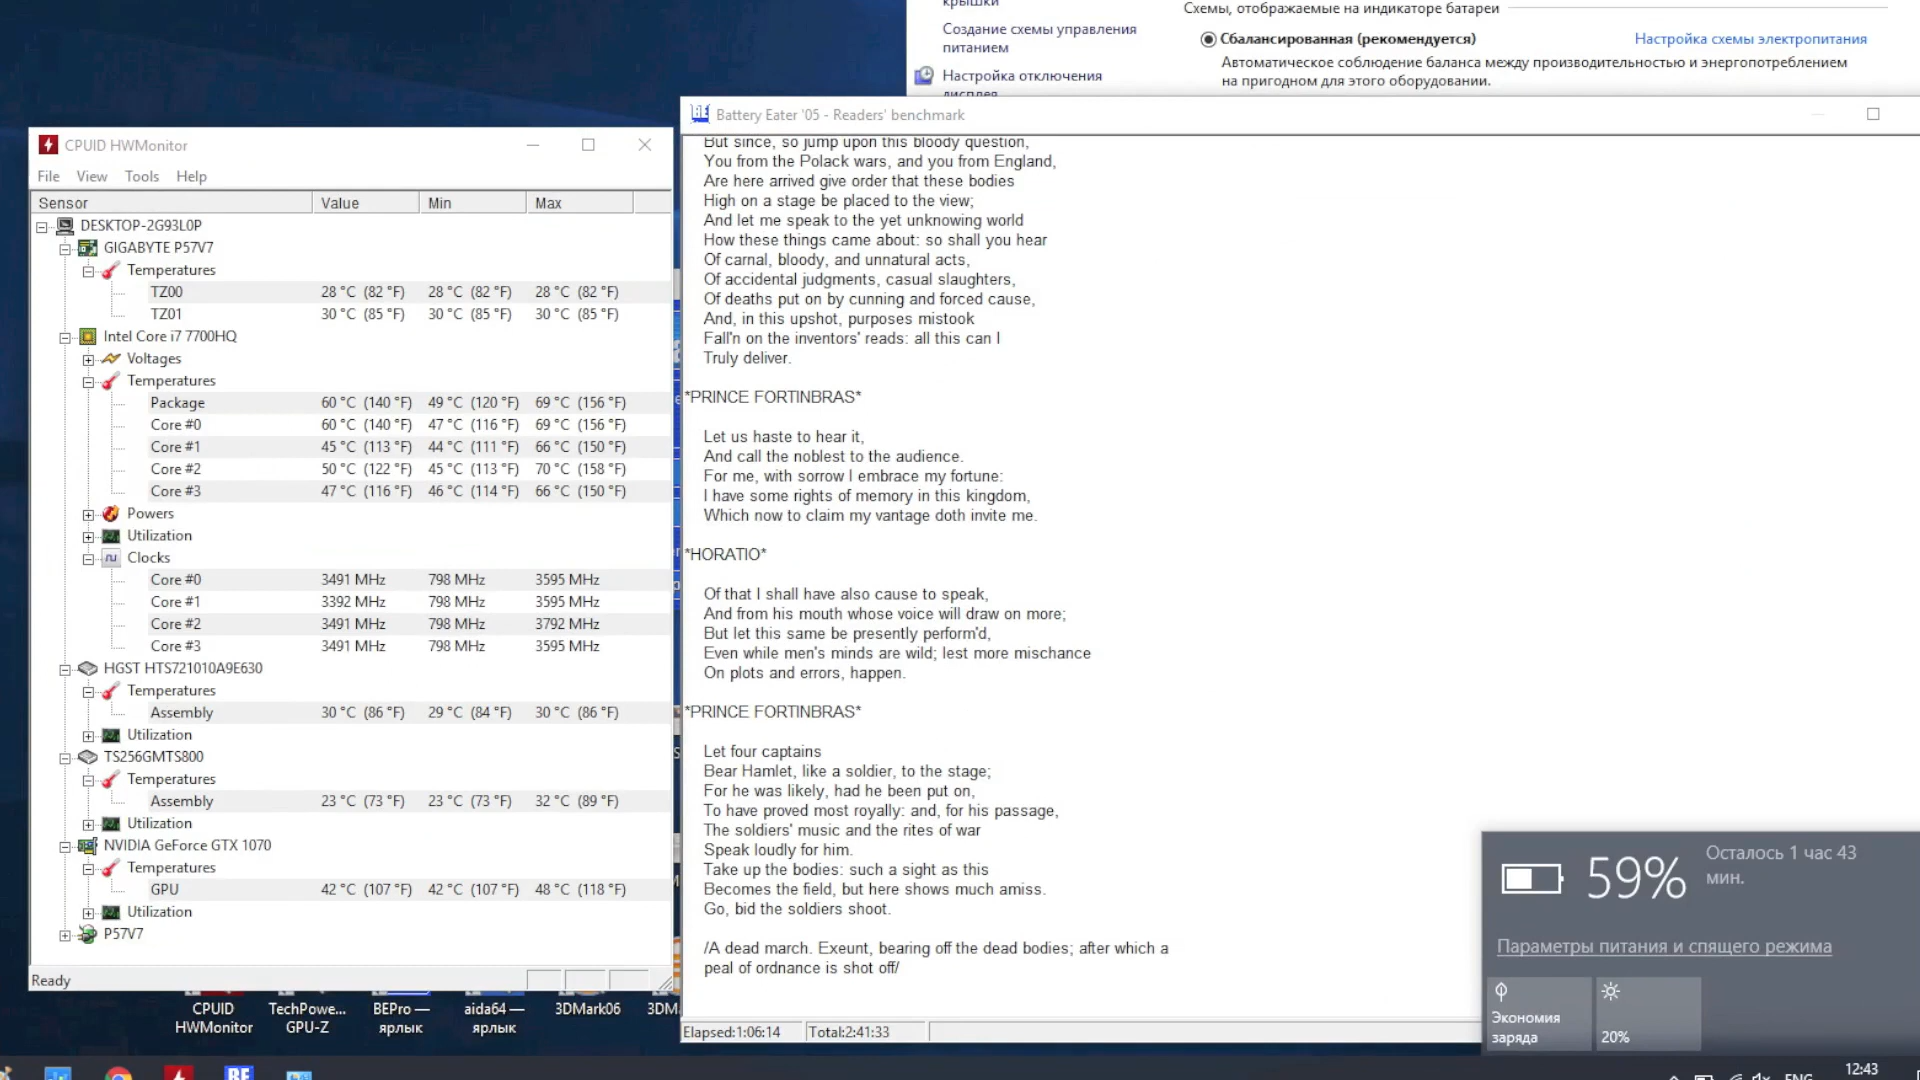 крышки
Схемы, отображаемые на индикаторе батареи
Создание схемы управления
питанием
Сбалансированная (рекомендуется)
Настройка схемы электропитания
Автоматическое соблюдение баланса между производительностью и энергопотреблением
на пригодном для этого оборудовании.
Настройка отключения
дисплея
CPUID HWMonitor
File View Tools Help
Sensor Value Min Max
DESKTOP-2G93L0P
GIGABYTE P57V7
Temperatures
TZ00 28 °C (82 °F) 28 °C (82 °F) 28 °C (82 °F)
TZ01 30 °C (85 °F) 30 °C (85 °F) 30 °C (85 °F)
Intel Core i7 7700HQ
Voltages
Temperatures
Package 60 °C (140 °F) 49 °C (120 °F) 69 °C (156 °F)
Core #0 60 °C (140 °F) 47 °C (116 °F) 69 °C (156 °F)
Core #1 45 °C (113 °F) 44 °C (111 °F) 66 °C (150 °F)
Core #2 50 °C (122 °F) 45 °C (113 °F) 70 °C (158 °F)
Core #3 47 °C (116 °F) 46 °C (114 °F) 66 °C (150 °F)
Powers
Utilization
Clocks
Core #0 3491 MHz 798 MHz 3595 MHz
Core #1 3392 MHz 798 MHz 3595 MHz
Core #2 3491 MHz 798 MHz 3792 MHz
Core #3 3491 MHz 798 MHz 3595 MHz
HGST HTS721010A9E630
Temperatures
Assembly 30 °C (86 °F) 29 °C (84 °F) 30 °C (86 °F)
Utilization
TS256GMTS800
Temperatures
Assembly 23 °C (73 °F) 23 °C (73 °F) 32 °C (89 °F)
Utilization
NVIDIA GeForce GTX 1070
Temperatures
GPU 42 °C (107 °F) 42 °C (107 °F) 48 °C (118 °F)
Utilization
P57V7
Ready
Battery Eater '05 - Readers' benchmark
But since, so jump upon this bloody question,
You from the Polack wars, and you from England,
Are here arrived give order that these bodies
High on a stage be placed to the view;
And let me speak to the yet unknowing world
How these things came about: so shall you hear
Of carnal, bloody, and unnatural acts,
Of accidental judgments, casual slaughters,
Of deaths put on by cunning and forced cause,
And, in this upshot, purposes mistook
Fall'n on the inventors' reads: all this can I
Truly deliver.
*PRINCE FORTINBRAS*
Let us haste to hear it,
And call the noblest to the audience.
For me, with sorrow I embrace my fortune:
I have some rights of memory in this kingdom,
Which now to claim my vantage doth invite me.
*HORATIO*
Of that I shall have also cause to speak,
And from his mouth whose voice will draw on more;
But let this same be presently perform'd,
Even while men's minds are wild; lest more mischance
On plots and errors, happen.
*PRINCE FORTINBRAS*
Let four captains
Bear Hamlet, like a soldier, to the stage;
For he was likely, had he been put on,
To have proved most royally: and, for his passage,
The soldiers' music and the rites of war
Speak loudly for him.
Take up the bodies: such a sight as this
Becomes the field, but here shows much amiss.
Go, bid the soldiers shoot.
/A dead march. Exeunt, bearing off the dead bodies; after which a
peal of ordnance is shot off/
Elapsed:1:06:14 Total:2:41:33
59%
Осталось 1 час 43
мин.
Параметры питания и спящего режима
Экономия
заряда
20%
CPUID
HWMonitor
TechPowe...
GPU-Z
BEPro —
ярлык
aida64 —
ярлык
3DMark06
3DM
BE
ENG
12:43